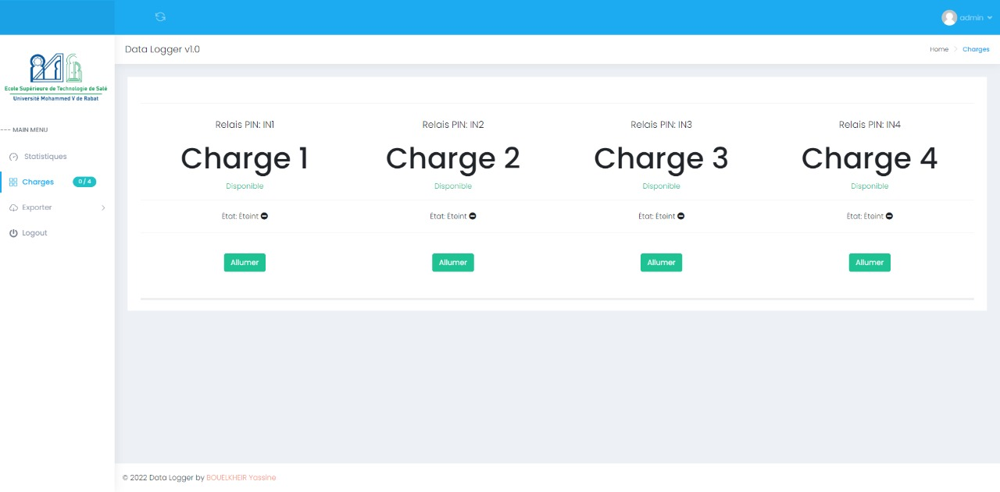 admin
Data Logger v1.0
Home > Charges
Ecole Supérieure de Technologie de Salé
Université Mohammed V de Rabat
--- MAIN MENU
Statistiques
Charges 0 / 4
Exporter
Logout
Relais PIN: IN1 Relais PIN: IN2 Relais PIN: IN3 Relais PIN: IN4
Charge 1 Charge 2 Charge 3 Charge 4
Disponible Disponible Disponible Disponible
État: Éteint État: Éteint État: Éteint État: Éteint
Allumer Allumer Allumer Allumer
© 2022 Data Logger by BOUELKHEIR Yassine